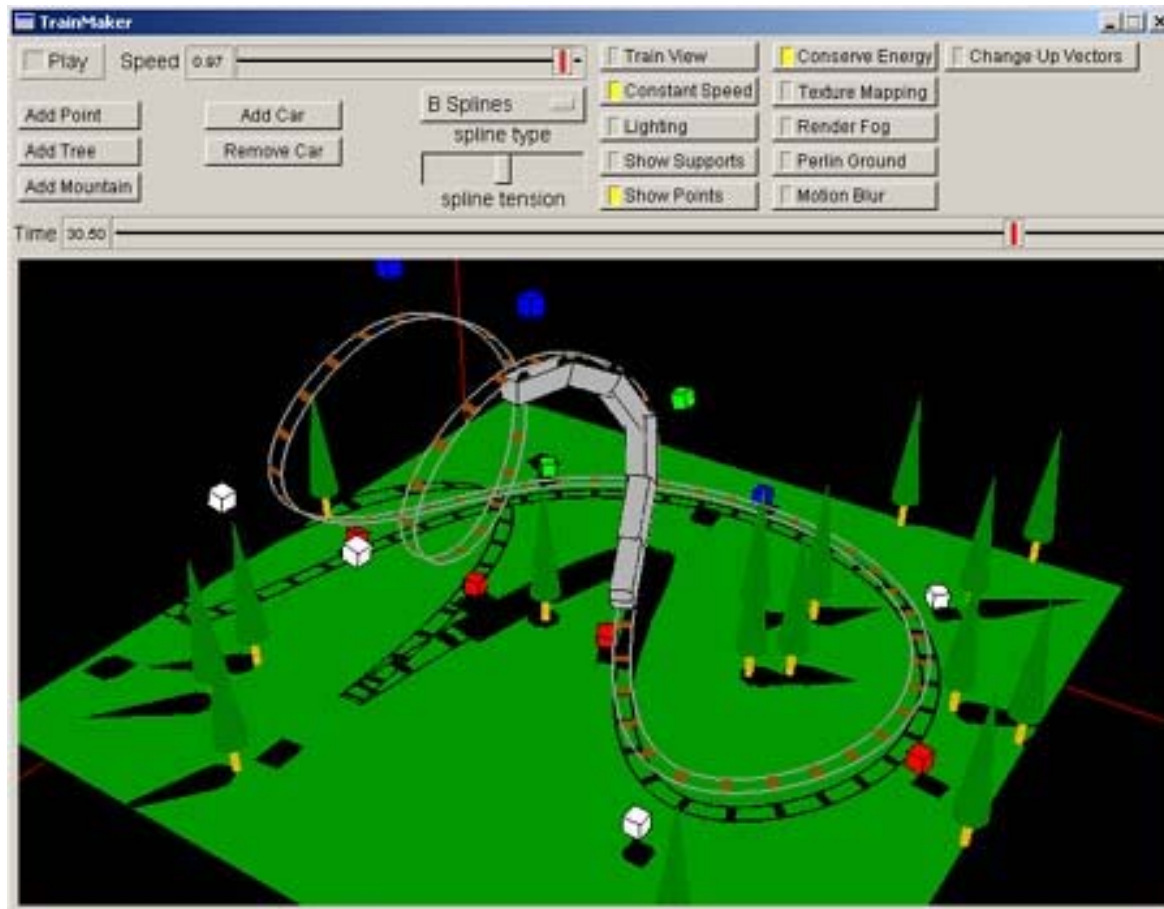 TrainMaker
Play
Speed 0.97
Train View
Conserve Energy
Change Up Vectors
Constant Speed
Texture Mapping
Add Point
Add Car
B Splines
Lighting
Render Fog
spline type
Add Tree
Remove Car
Show Supports
Perlin Ground
Add Mountain
Show Points
Motion Blur
spline tension
Time 30.50